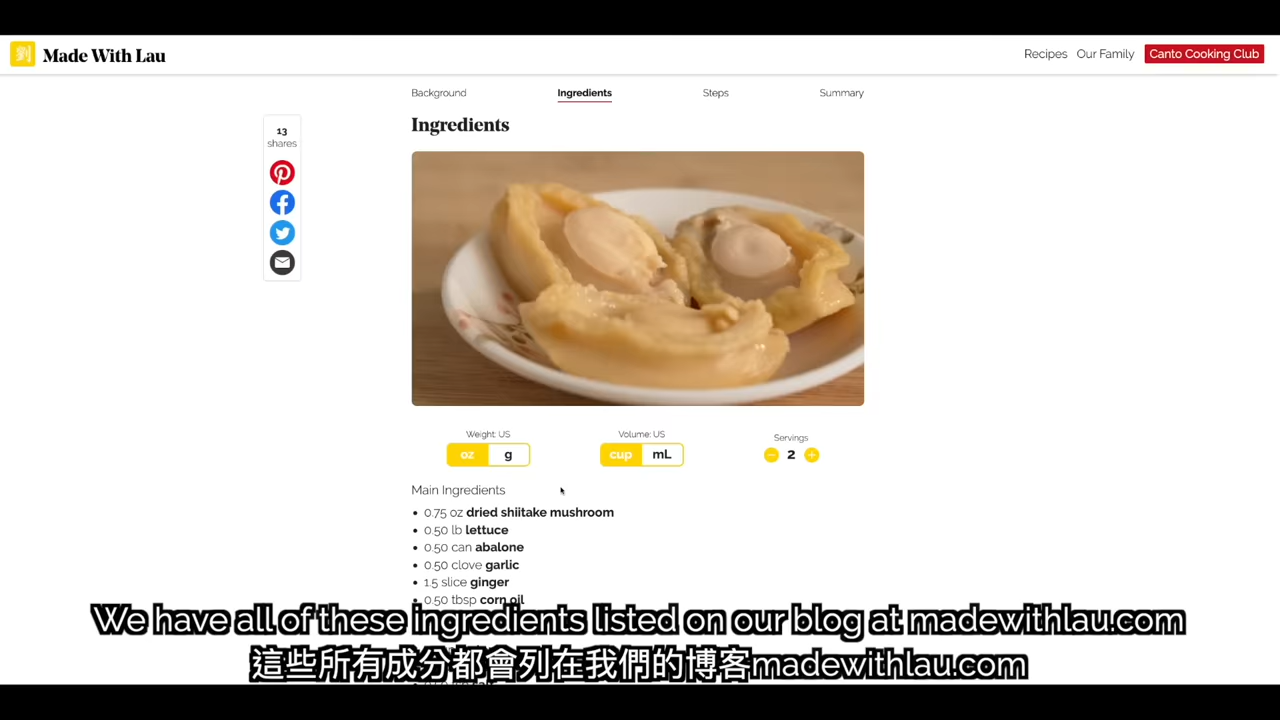 劉 Made With Lau
Recipes Our Family Canto Cooking Club
Background Ingredients Steps Summary
Ingredients
13
shares
Weight: US
oz g
Volume: US
cup mL
Servings
2
Main Ingredients
0.75 oz dried shiitake mushroom
0.50 lb lettuce
0.50 can abalone
0.50 clove garlic
1.5 slice ginger
0.50 tbsp corn oil
We have all of these ingredients listed on our blog at madewithlau.com
這些所有成分都會列在我們的博客madewithlau.com